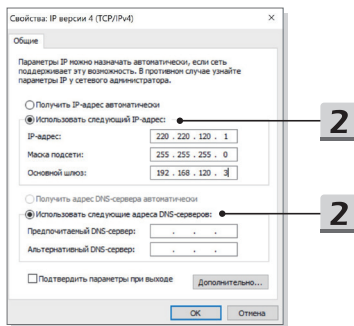 Свойства: IP версии 4 (TCP/IPv4)
Общие
Параметры IP можно назначать автоматически, если сеть
поддерживает эту возможность. В противном случае узнайте
параметры IP у сетевого администратора.
Получить IP-адрес автоматически
Использовать следующий IP-адрес:
2
IP-адрес: 220 . 220 . 120 . 1
Маска подсети: 255 . 255 . 255 . 0
Основной шлюз: 192 . 168 . 120 . 3
Получить адрес DNS-сервера автоматически
Использовать следующие адреса DNS-серверов:
2
Предпочитаемый DNS-сервер: . . .
Альтернативный DNS-сервер: . . .
Подтвердить параметры при выходе
Дополнительно...
ОК Отмена